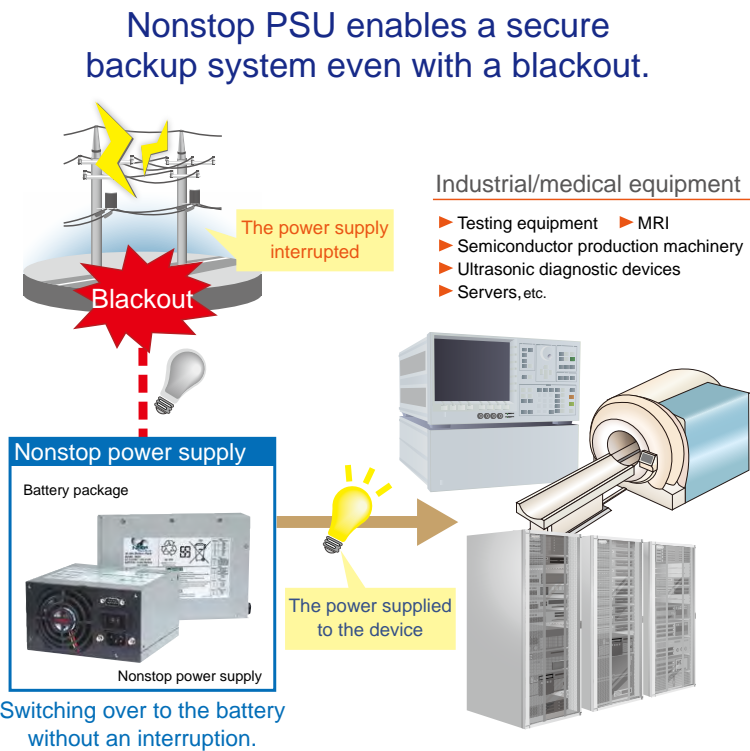 Nonstop PSU enables a secure
backup system even with a blackout.
The power supply
interrupted
Blackout
Industrial/medical equipment
Testing equipment MRI
Semiconductor production machinery
Ultrasonic diagnostic devices
Servers, etc.
Nonstop power supply
Battery package
Nonstop power supply
The power supplied
to the device
Switching over to the battery
without an interruption.